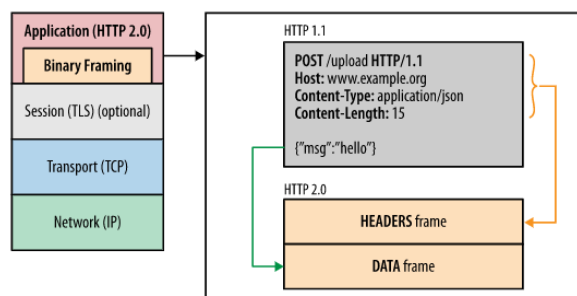 Application (HTTP 2.0)
Binary Framing
Session (TLS) (optional)
Transport (TCP)
Network (IP)
HTTP 1.1
POST /upload HTTP/1.1
Host: www.example.org
Content-Type: application/json
Content-Length: 15
{"msg":"hello"}
HTTP 2.0
HEADERS frame
DATA frame